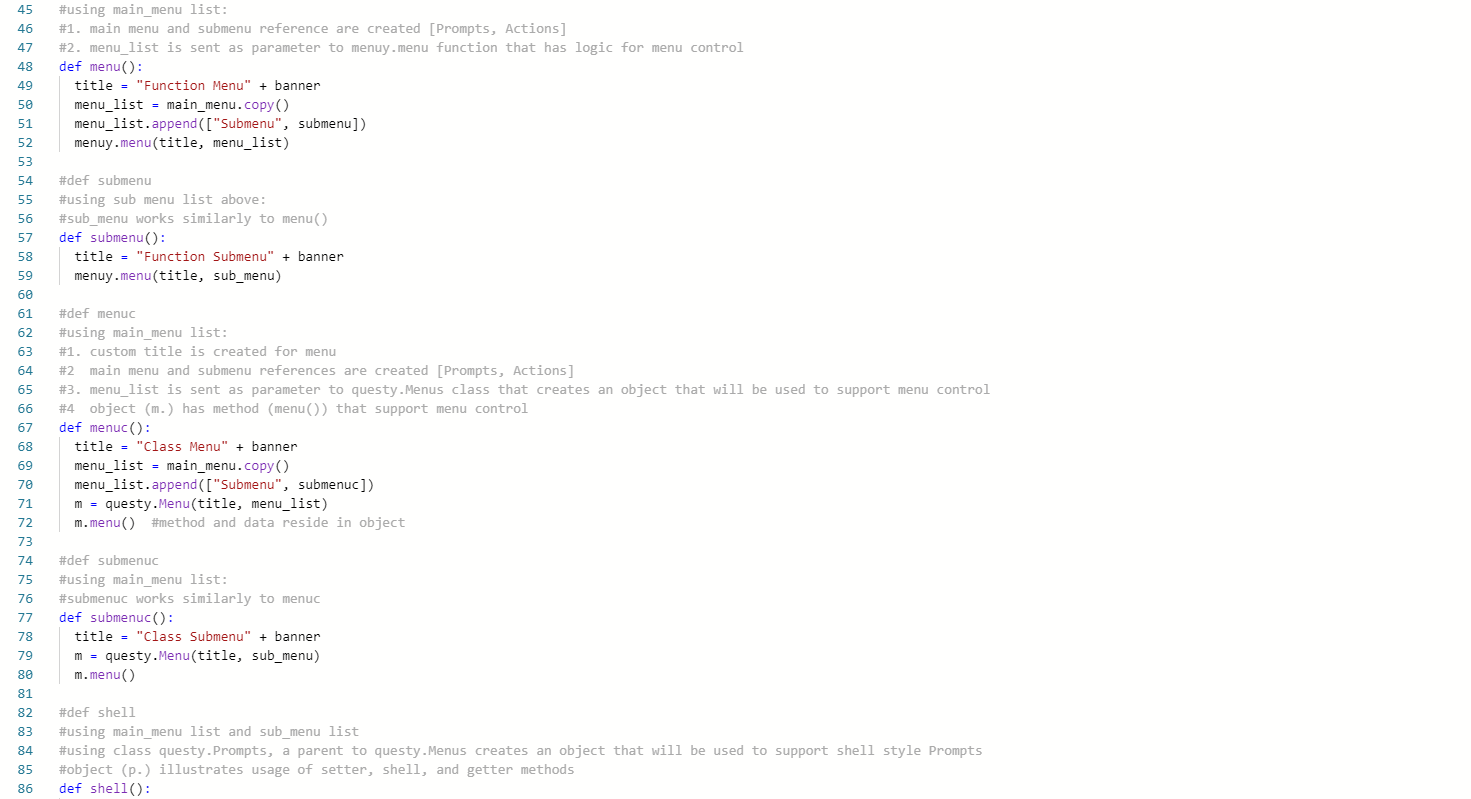 45 #using main_menu list:
46 #1. main menu and submenu reference are created [Prompts, Actions]
47 #2. menu_list is sent as parameter to menuy.menu function that has logic for menu control
48 def menu():
49   title = "Function Menu" + banner
50   menu_list = main_menu.copy()
51   menu_list.append(["Submenu", submenu])
52   menuy.menu(title, menu_list)
53
54 #def submenu
55 #using sub menu list above:
56 #sub_menu works similarly to menu()
57 def submenu():
58   title = "Function Submenu" + banner
59   menuy.menu(title, sub_menu)
60
61 #def menuc
62 #using main_menu list:
63 #1. custom title is created for menu
64 #2  main menu and submenu references are created [Prompts, Actions]
65 #3. menu_list is sent as parameter to questy.Menus class that creates an object that will be used to support menu control
66 #4  object (m.) has method (menu()) that support menu control
67 def menuc():
68   title = "Class Menu" + banner
69   menu_list = main_menu.copy()
70   menu_list.append(["Submenu", submenuc])
71   m = questy.Menu(title, menu_list)
72   m.menu()  #method and data reside in object
73
74 #def submenuc
75 #using main_menu list:
76 #submenuc works similarly to menuc
77 def submenuc():
78   title = "Class Submenu" + banner
79   m = questy.Menu(title, sub_menu)
80   m.menu()
81
82 #def shell
83 #using main_menu list and sub_menu list
84 #using class questy.Prompts, a parent to questy.Menus creates an object that will be used to support shell style Prompts
85 #object (p.) illustrates usage of setter, shell, and getter methods
86 def shell():